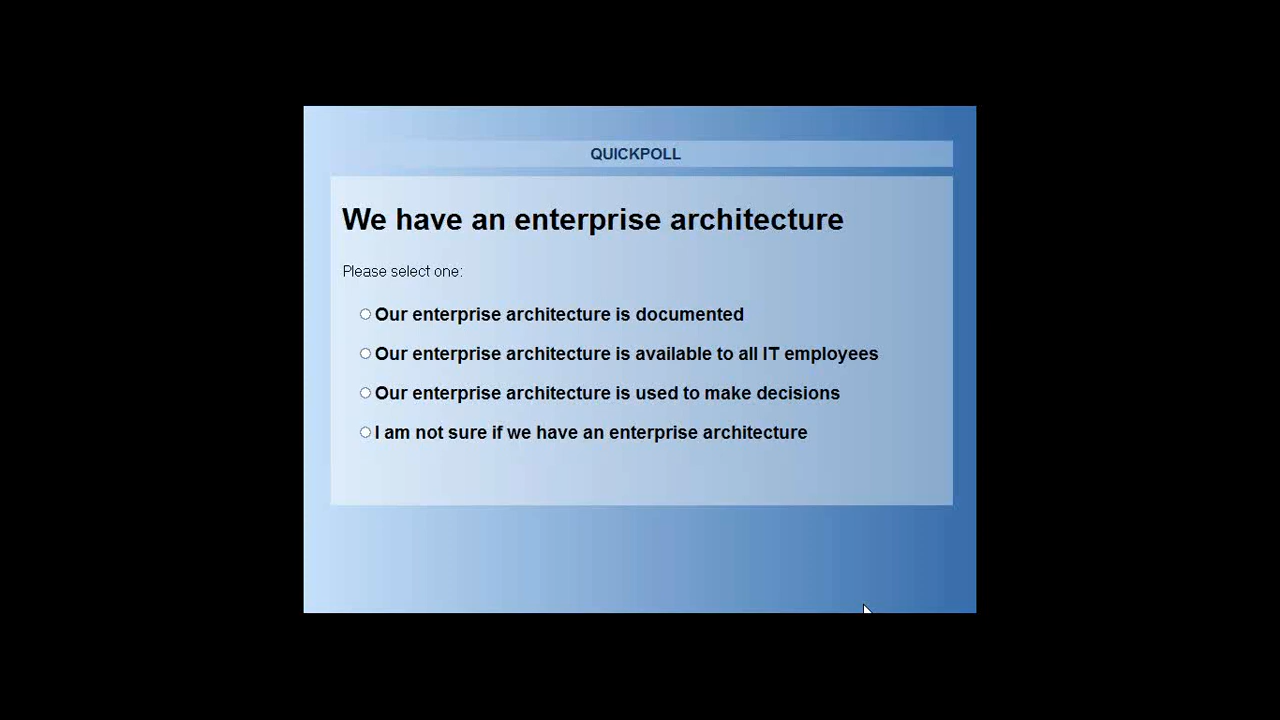 QUICKPOLL
We have an enterprise architecture
Please select one:
Our enterprise architecture is documented
Our enterprise architecture is available to all IT employees
Our enterprise architecture is used to make decisions
I am not sure if we have an enterprise architecture